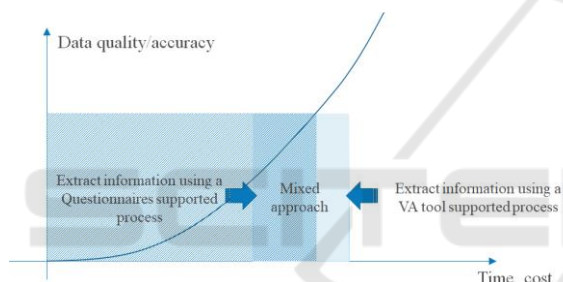 Data quality/accuracy
Extract information using a
Questionnaires supported
process
Mixed
approach
Extract information using a
VA tool supported process
Time, cost